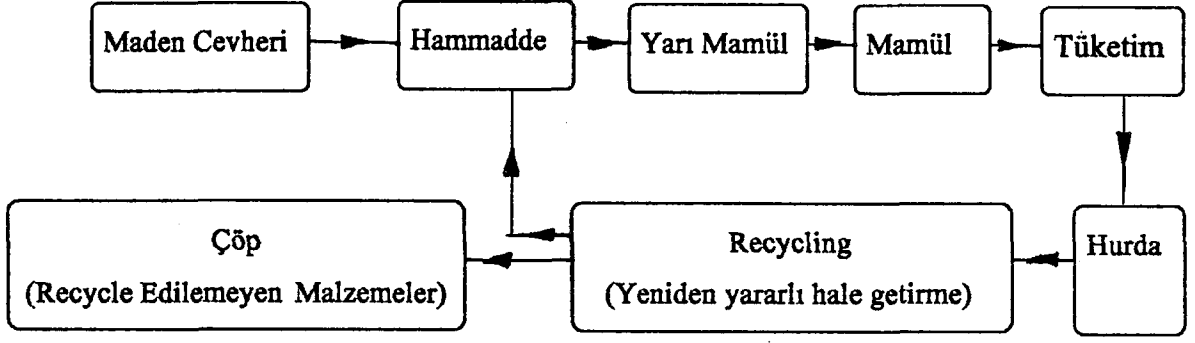 Maden Cevheri
Hammadde
Yarı Mamül
Mamül
Tüketim
Çöp
(Recycle Edilemeyen Malzemeler)
Recycling
(Yeniden yararlı hale getirme)
Hurda